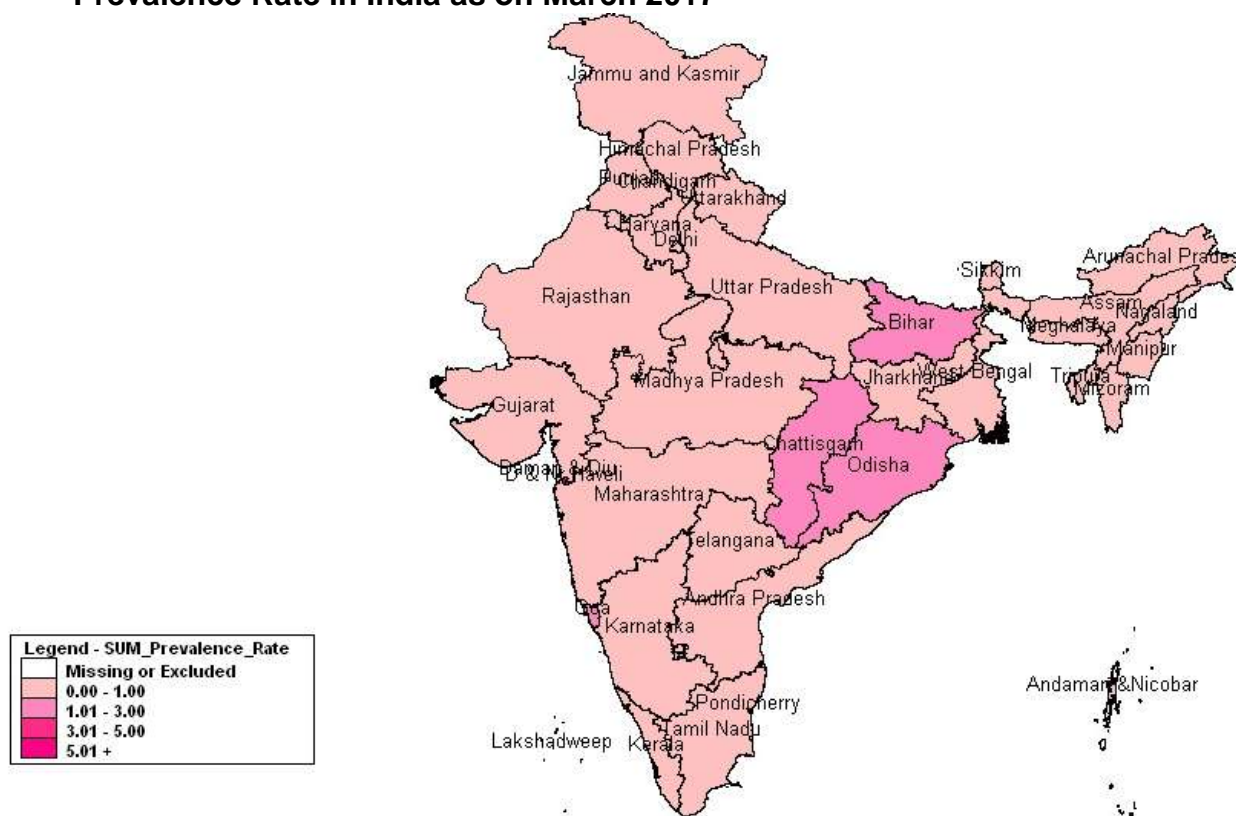 Prevalence Rate in India as on March 2017
Jammu and Kasmir
Himachal Pradesh
Punjab
Chandigarh
Uttarakhand
Haryana
Delhi
Arunachal Prades
Sikkim
Rajasthan
Uttar Pradesh
Assam
Nagaland
Bihar
Meghalaya
Manipur
Madhya Pradesh
Jharkhand
West Bengal
Tripura
Mizoram
Gujarat
Chattisgarh
Odisha
Daman & Diu
D & N. Haveli
Maharashtra
Telangana
Andhra Pradesh
Goa
Karnataka
Legend - SUM_Prevalence_Rate
Missing or Excluded
0.00 - 1.00
1.01 - 3.00
3.01 - 5.00
5.01 +
Andaman &Nicobar
Pondicherry
Tamil Nadu
Lakshadweep
Kerala